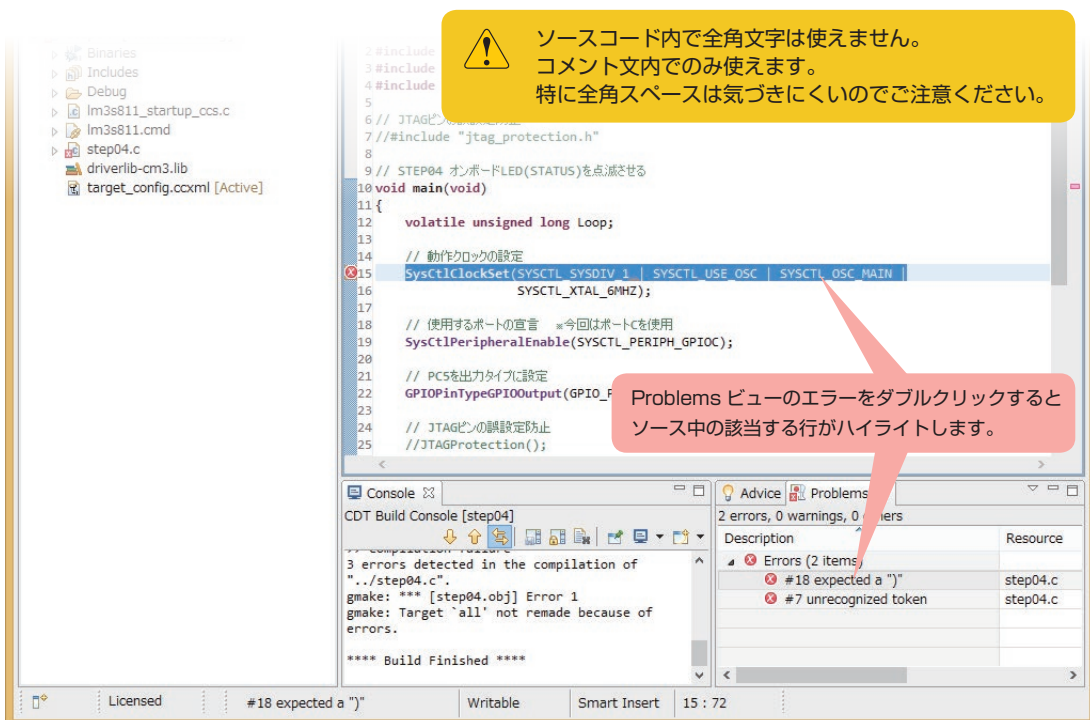 ソースコード内で全角文字は使えません。
コメント文内でのみ使えます。
特に全角スペースは気づきにくいのでご注意ください。
Binaries
Includes
Debug
lm3s811_startup_ccs.c
lm3s811.cmd
step04.c
driverlib-cm3.lib
target_config.ccxml [Active]
2 #include
3 #include
4 #include
5
6 // JTAGピン
7 //#include "jtag_protection.h"
8
9 // STEP04 オンボードLED(STATUS)を点滅させる
10 void main(void)
11 {
12 volatile unsigned long Loop;
13
14 // 動作クロックの設定
15 SysCtlClockSet(SYSCTL_SYSDIV_1 | SYSCTL_USE_OSC | SYSCTL_OSC_MAIN |
16 SYSCTL_XTAL_6MHZ);
17
18 // 使用するポートの宣言 ※今回はポートCを使用
19 SysCtlPeripheralEnable(SYSCTL_PERIPH_GPIOC);
20
21 // PC5を出力タイプに設定
22 GPIOPinTypeGPIOOutput(GPIO_P
23
24 // JTAGピンの誤設定防止
25 //JTAGProtection();
Problems ビューのエラーをダブルクリックすると
ソース中の該当する行がハイライトします。
Console
CDT Build Console [step04]
>> Compilation failure
3 errors detected in the compilation of
"../step04.c".
gmake: *** [step04.obj] Error 1
gmake: Target `all' not remade because of
errors.
**** Build Finished ****
Advice Problems
2 errors, 0 warnings, 0 others
Description Resource
Errors (2 items)
#18 expected a ")" step04.c
#7 unrecognized token step04.c
Licensed #18 expected a ")" Writable Smart Insert 15 : 72